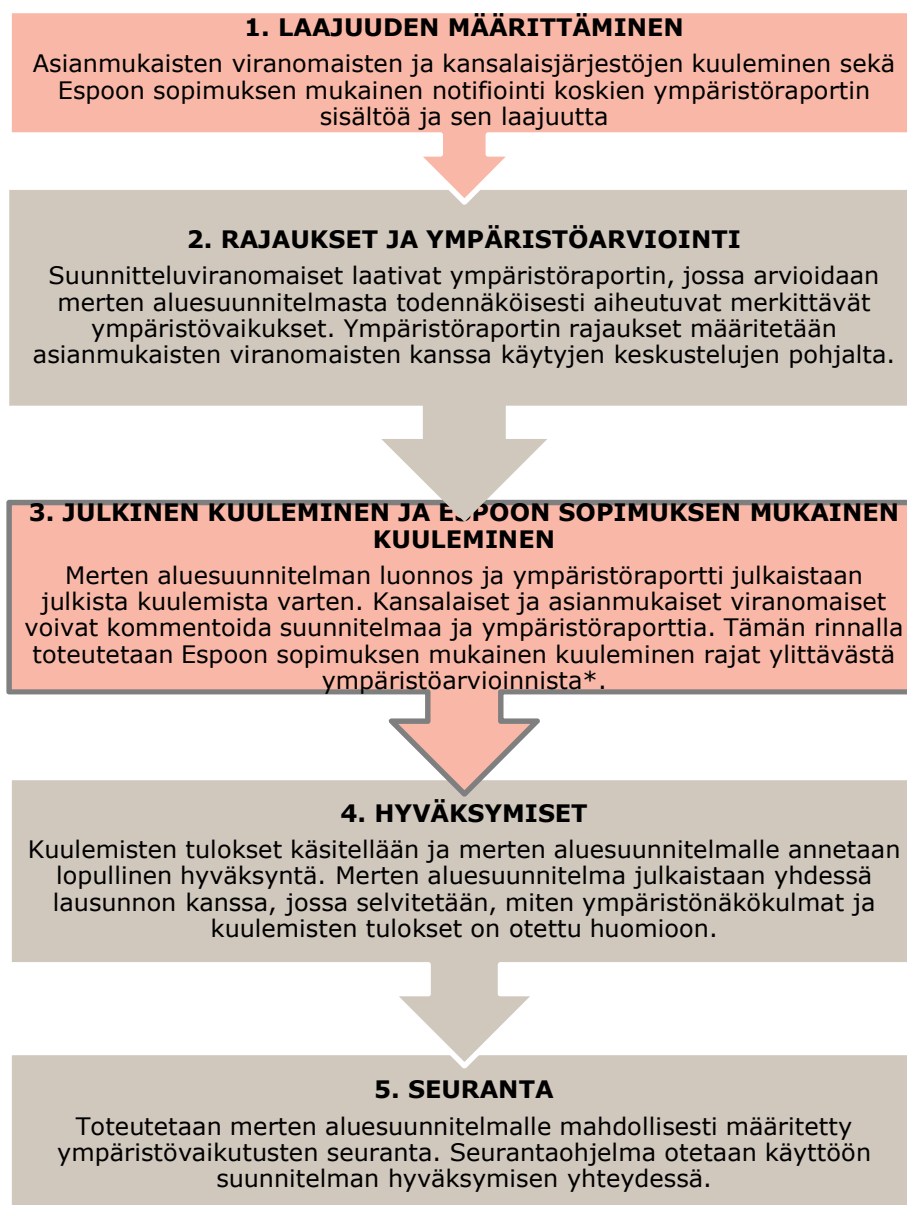 1. LAAJUUDEN MÄÄRITTÄMINEN
Asianmukaisten viranomaisten ja kansalaisjärjestöjen kuuleminen sekä
Espoon sopimuksen mukainen notifiointi koskien ympäristöraportin
sisältöä ja sen laajuutta
2. RAJAUKSET JA YMPÄRISTÖARVIOINTI
Suunnitteluviranomaiset laativat ympäristöraportin, jossa arvioidaan
merten aluesuunnitelmasta todennäköisesti aiheutuvat merkittävät
ympäristövaikukset. Ympäristöraportin rajaukset määritetään
asianmukaisten viranomaisten kanssa käytyjen keskustelujen pohjalta.
3. JULKINEN KUULEMINEN JA ESPOON SOPIMUKSEN MUKAINEN
KUULEMINEN
Merten aluesuunnitelman luonnos ja ympäristöraportti julkaistaan
julkista kuulemista varten. Kansalaiset ja asianmukaiset viranomaiset
voivat kommentoida suunnitelmaa ja ympäristöraporttia. Tämän rinnalla
toteutetaan Espoon sopimuksen mukainen kuuleminen rajat ylittävästä
ympäristöarvioinnista*.
4. HYVÄKSYMISET
Kuulemisten tulokset käsitellään ja merten aluesuunnitelmalle annetaan
lopullinen hyväksyntä. Merten aluesuunnitelma julkaistaan yhdessä
lausunnon kanssa, jossa selvitetään, miten ympäristönäkökulmat ja
kuulemisten tulokset on otettu huomioon.
5. SEURANTA
Toteutetaan merten aluesuunnitelmalle mahdollisesti määritetty
ympäristövaikutusten seuranta. Seurantaohjelma otetaan käyttöön
suunnitelman hyväksymisen yhteydessä.